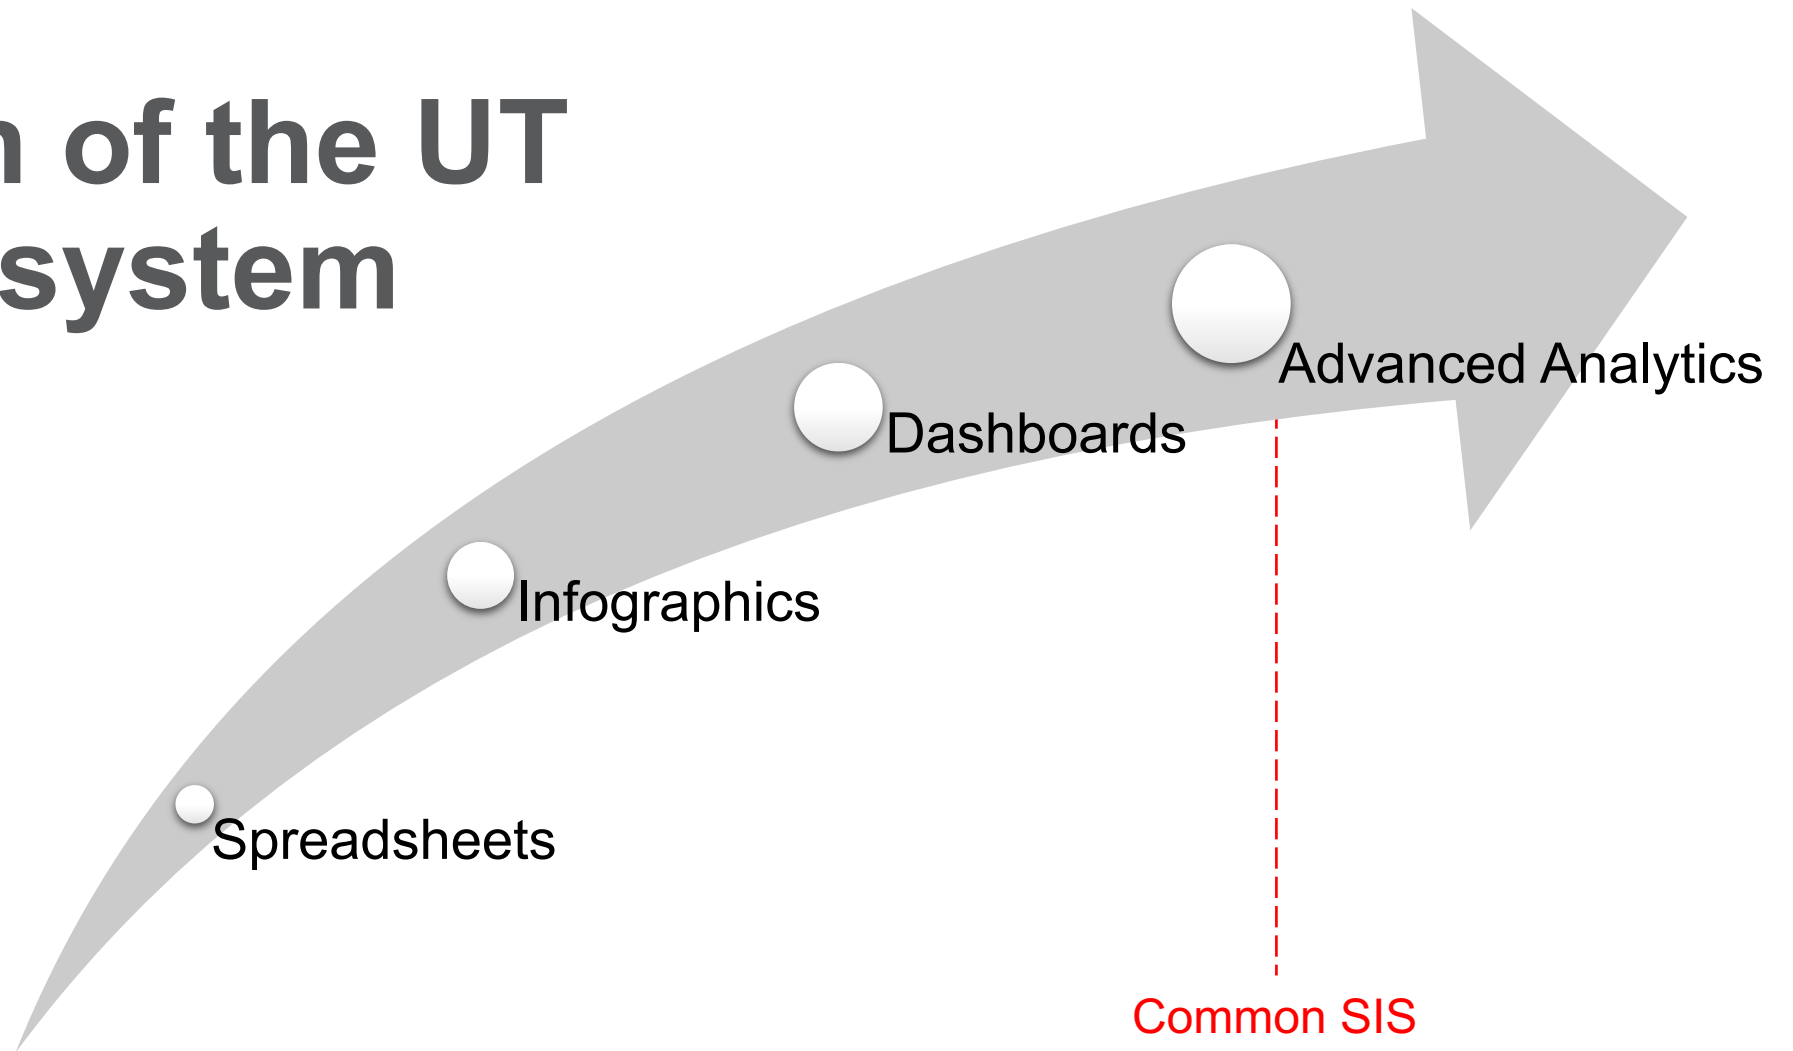 of the UT
system
Advanced Analytics
Dashboards
Infographics
Spreadsheets
Common SIS